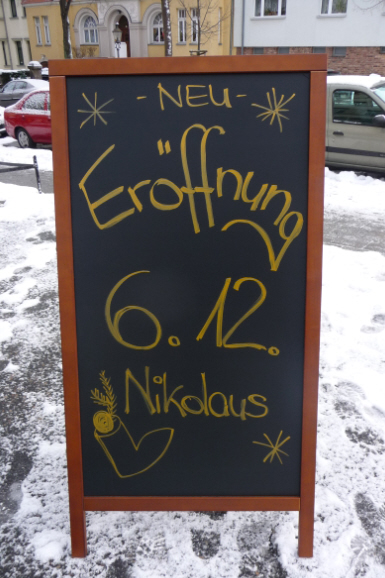 - NEU -
Eröffnung
6.12.
Nikolaus